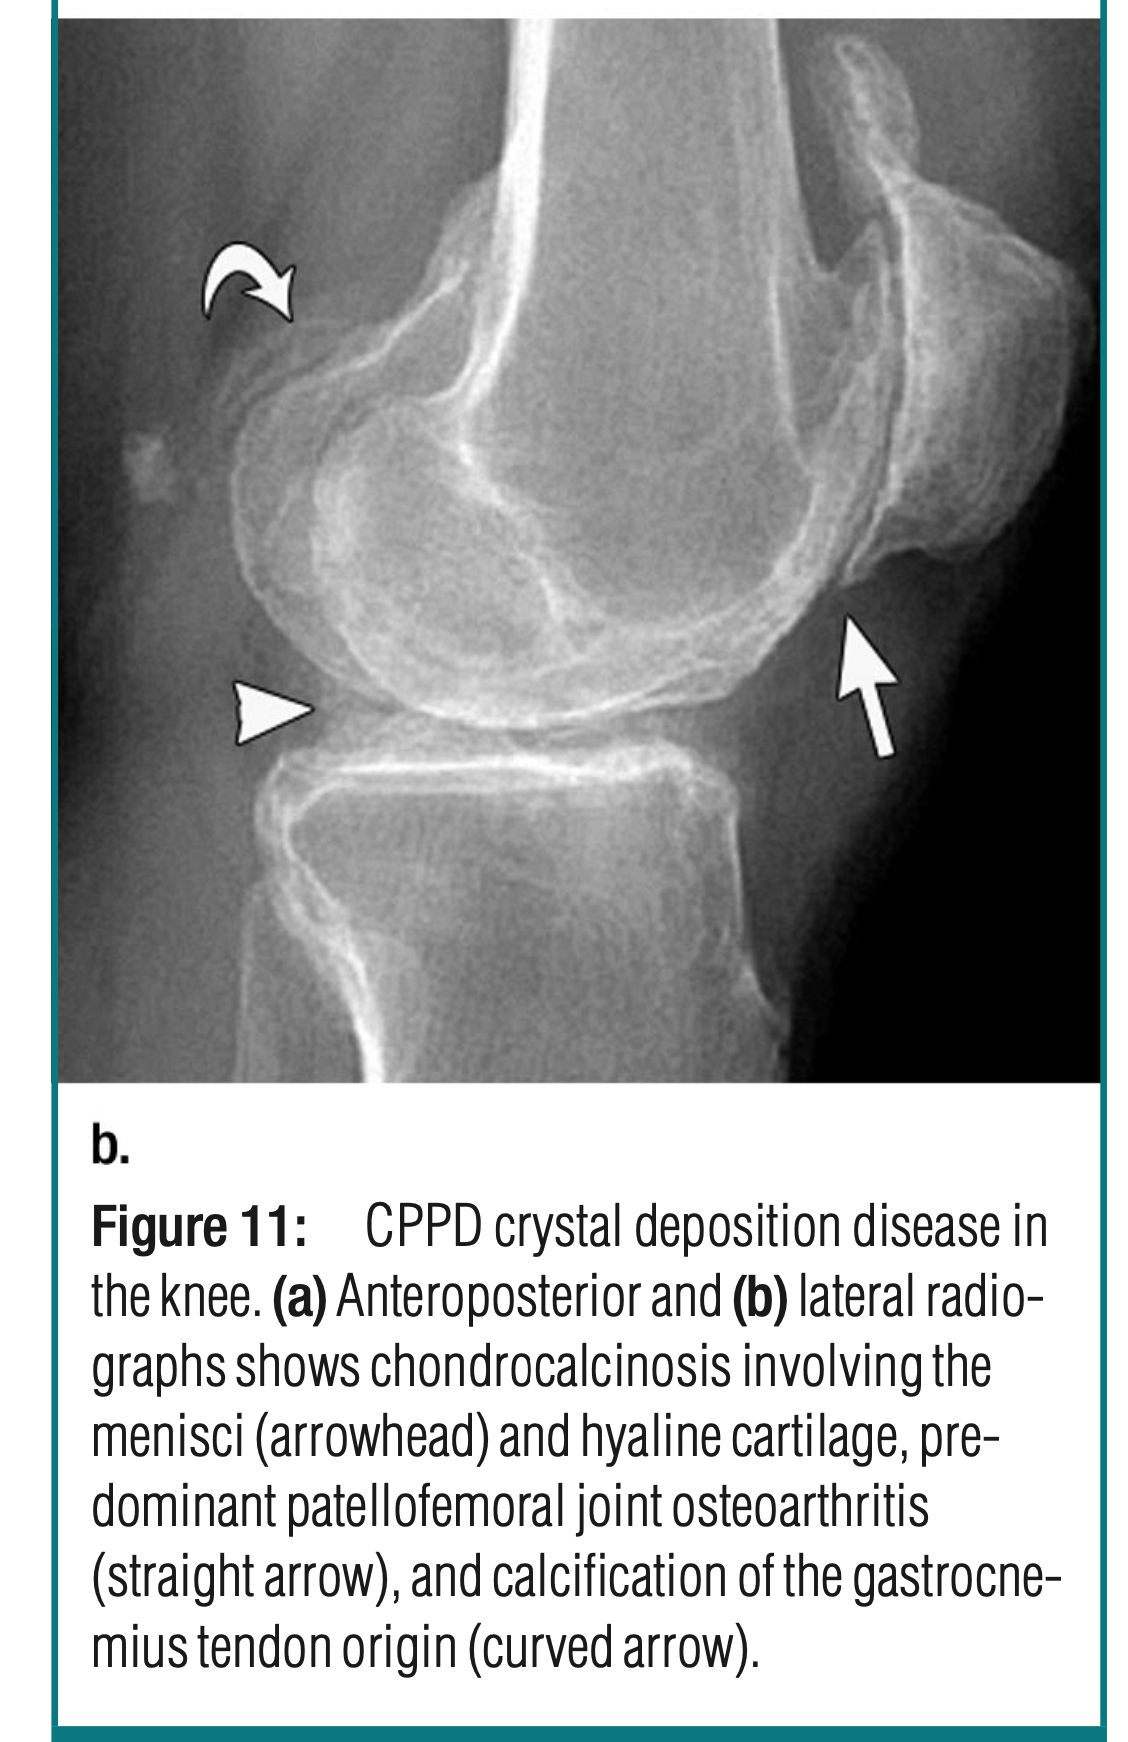 b.
Figure 11: CPPD crystal deposition disease in
the knee. (a) Anteroposterior and (b) lateral radio-
graphs shows chondrocalcinosis involving the
menisci (arrowhead) and hyaline cartilage, pre-
dominant patellofemoral joint osteoarthritis
(straight arrow), and calcification of the gastrocne-
mius tendon origin (curved arrow).